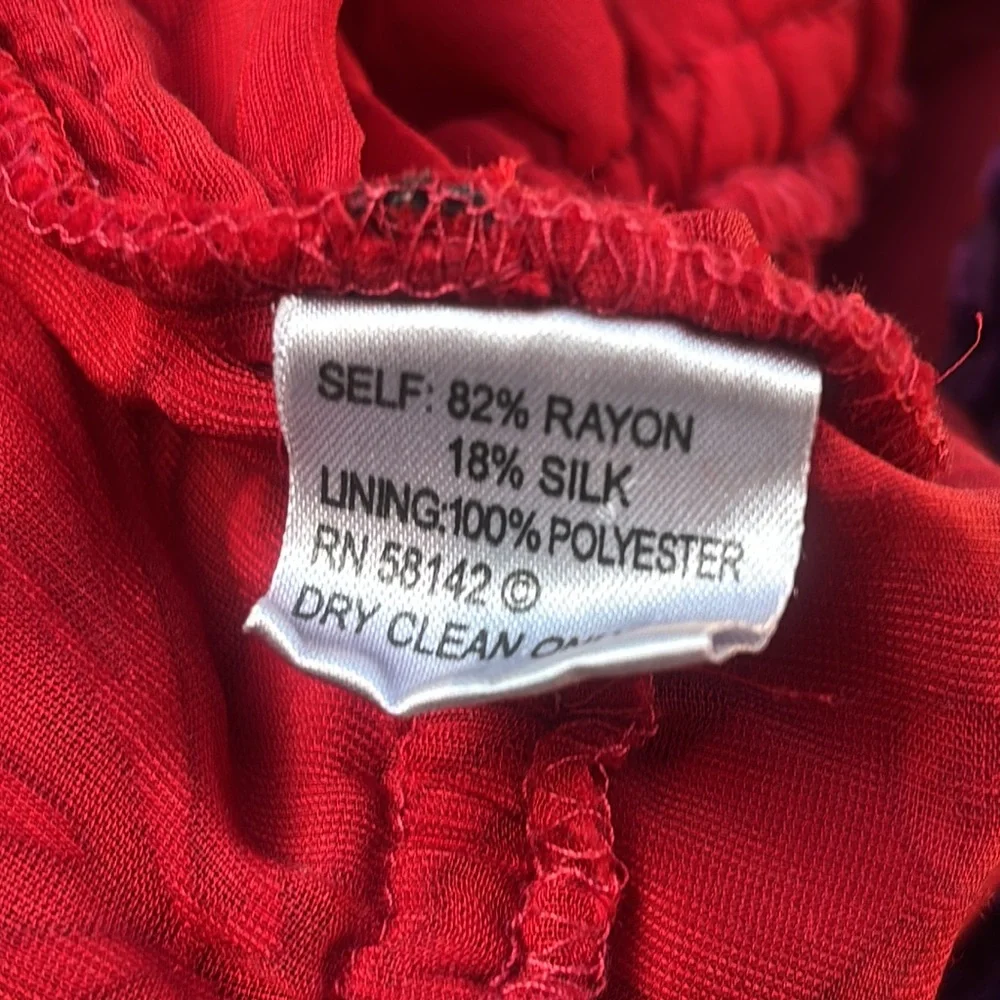 SELF: 82% RAYON
18% SILK
LINING:100% POLYESTER
RN 58142 ©
DRY CLEAN